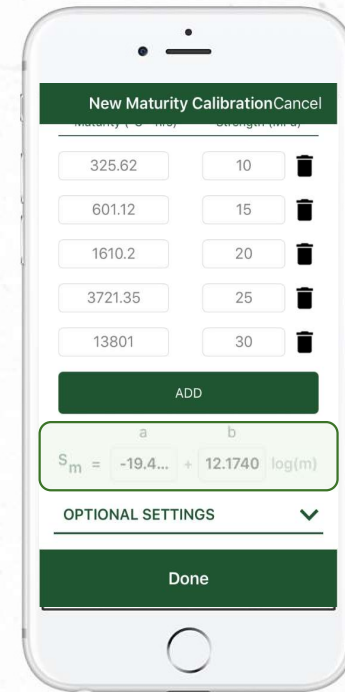 New Maturity Calibration Cancel
325.62 10
601.12 15
1610.2 20
3721.35 25
13801 30
ADD
a b
Sm = -19.4... + 12.1740 log(m)
OPTIONAL SETTINGS
Done